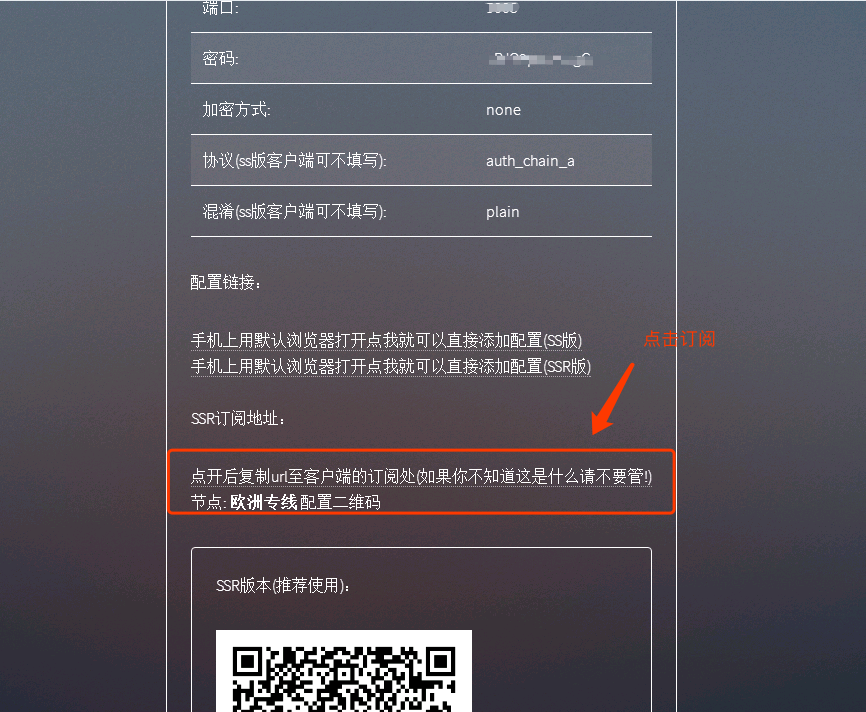 端口:
密码:
加密方式: none
协议(ss版客户端可不填写): auth_chain_a
混淆(ss版客户端可不填写): plain
配置链接：
手机上用默认浏览器打开点我就可以直接添加配置(SS版)
点击订阅
手机上用默认浏览器打开点我就可以直接添加配置(SSR版)
SSR订阅地址：
点开后复制url至客户端的订阅处(如果你不知道这是什么请不要管!)
节点: 欧洲专线 配置二维码
SSR版本(推荐使用)：